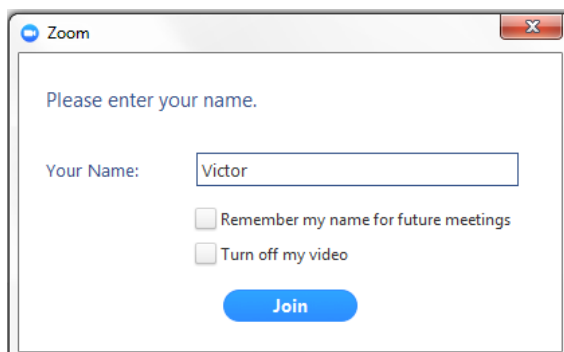 Zoom
Please enter your name.
Your Name: Victor
Remember my name for future meetings
Turn off my video
Join